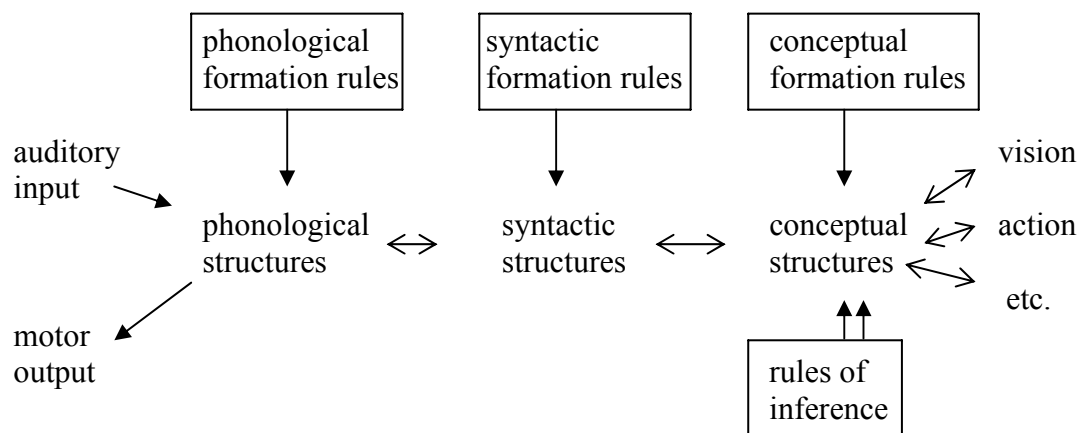 phonological
formation rules
syntactic
formation rules
conceptual
formation rules
auditory
input
vision
phonological
structures
syntactic
structures
conceptual
structures
action
etc.
motor
output
rules of
inference